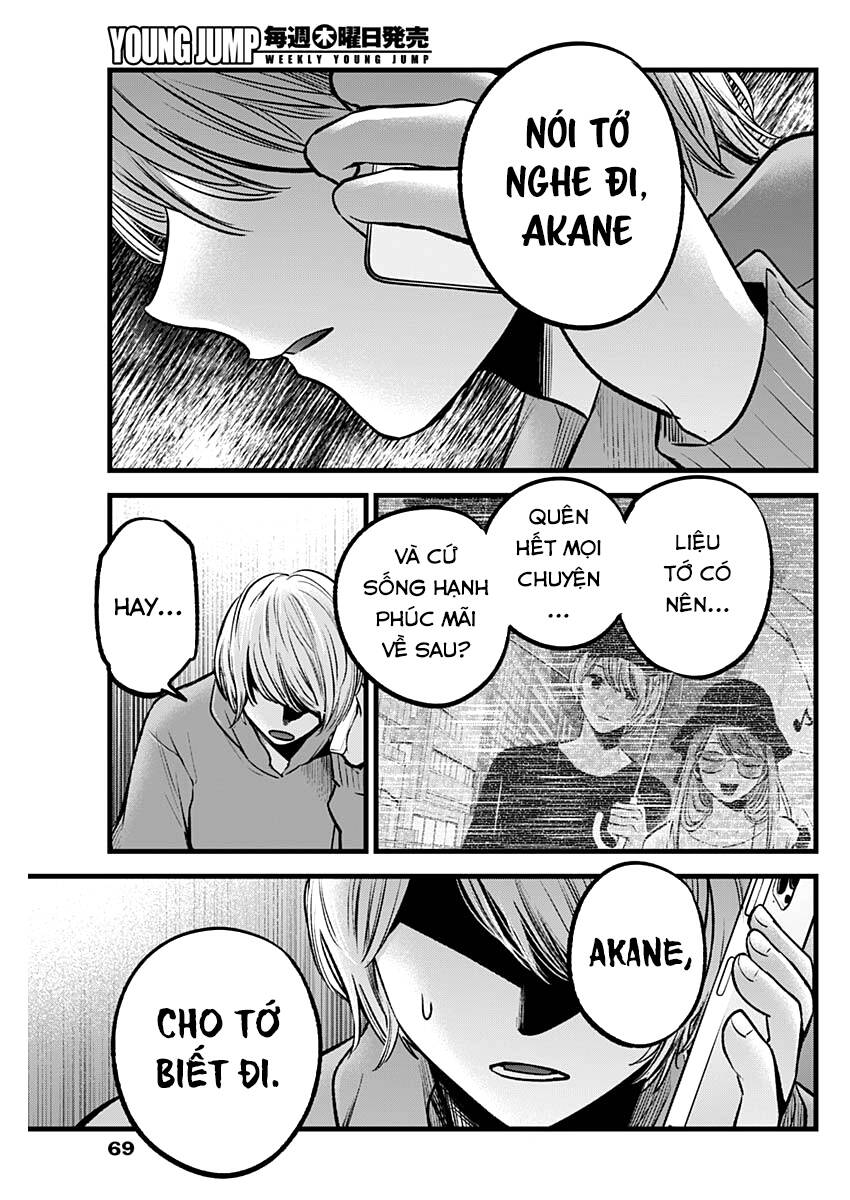 YOUNG JUMP 毎週木曜日発売
WEEKLY YOUNG JUMP
NÓI TỚ
NGHE ĐI,
AKANE
LIỆU
TỚ CÓ
NÊN...
QUÊN
HẾT MỌI
CHUYỆN
...
VÀ CỨ
SỐNG HẠNH
PHÚC MÃI
VỀ SAU?
HAY...
AKANE,
CHO TỚ
BIẾT ĐI.
69